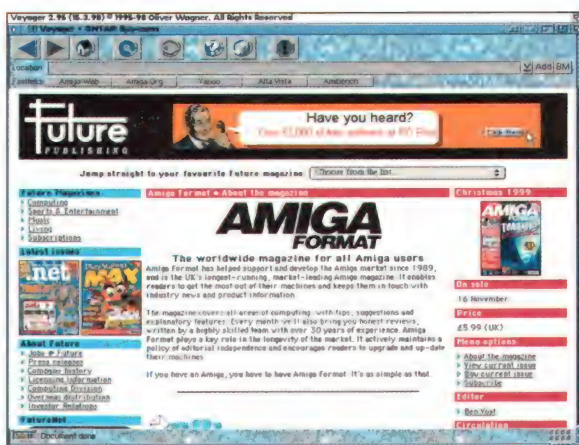 Voyager 2.95 (15.3.98) © 1995-98 Oliver Wagner. All Rights Reserved
Location
Add BM
Amiga-Web Amiga.Org Yahoo Alta Vista
Future
PUBLISHING
Have you heard?
Click Here
Jump straight to your favourite Future magazine Choose from the list...
Future Magazines
Computing
Sports & Entertainment
Music
Living
Subscriptions
Latest issues
.net
PlayStation
MAX
About Future
Jobs @ Future
Press releases
Company history
Licensing Information
Computing Division
Overseas distribution
Investor Relations
FutureNet
Amiga Format • About the magazine
AMIGA
FORMAT
The worldwide magazine for all Amiga users
Amiga Format has helped support and develop the Amiga market since 1989,
and is the UK's longest-running, market-leading Amiga magazine. It enables
readers to get the most out of their machines and keeps them in touch with
industry news and product information.
The magazine covers all areas of computing, with tips, suggestions and
explanatory features. Every month we'll also bring you honest reviews,
written by a highly skilled team with over 30 years of experience. Amiga
Format plays a key role in the longevity of the market. It actively maintains a
policy of editorial independence and encourages readers to upgrade and up-date
their machines.
If you have an Amiga, you have to have Amiga Format. It's as simple as that.
Christmas 1999
AMIGA
On sale
16 November
Price
£5.99 (UK)
Menu options
About the magazine
View current issue
Buy current issue
Subscribe
Editor
Ben Vost
Circulation
Document done